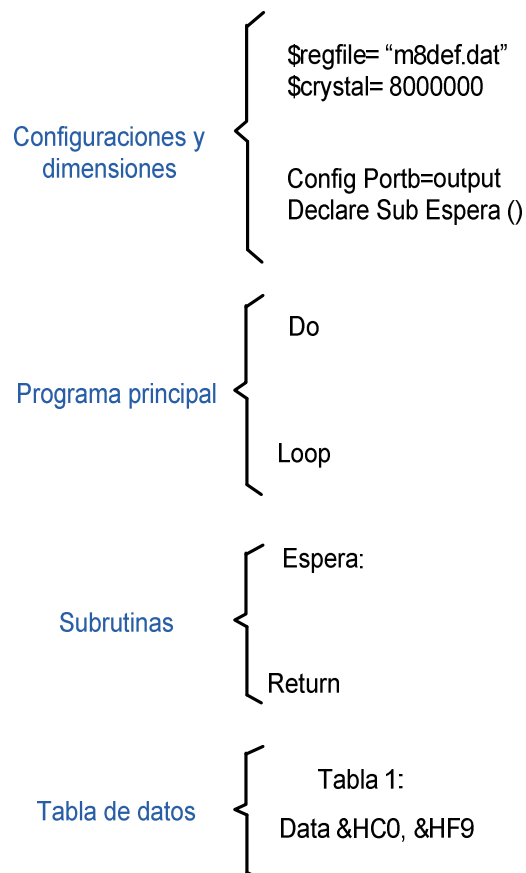 $regfile= “m8def.dat”
$crystal= 8000000
Configuraciones y
dimensiones
Config Portb=output
Declare Sub Espera ()
Do
Programa principal
Loop
Espera:
Subrutinas
Return
Tabla 1:
Tabla de datos
Data &HC0, &HF9